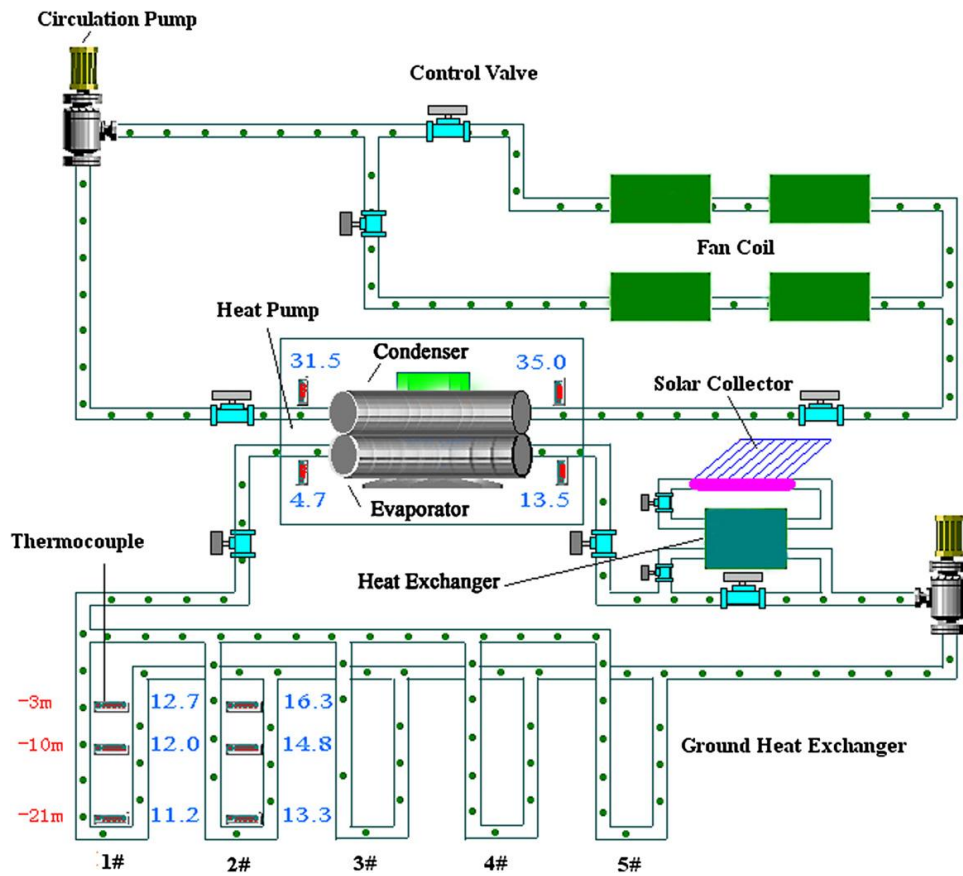 Circulation Pump
Control Valve
Fan Coil
Heat Pump
31.5
Condenser
35.0
Solar Collector
4.7
Evaporator
13.5
Thermocouple
Heat Exchanger
-3m
12.7
16.3
-10m
12.0
14.8
Ground Heat Exchanger
-21m
11.2
13.3
1#
2#
3#
4#
5#